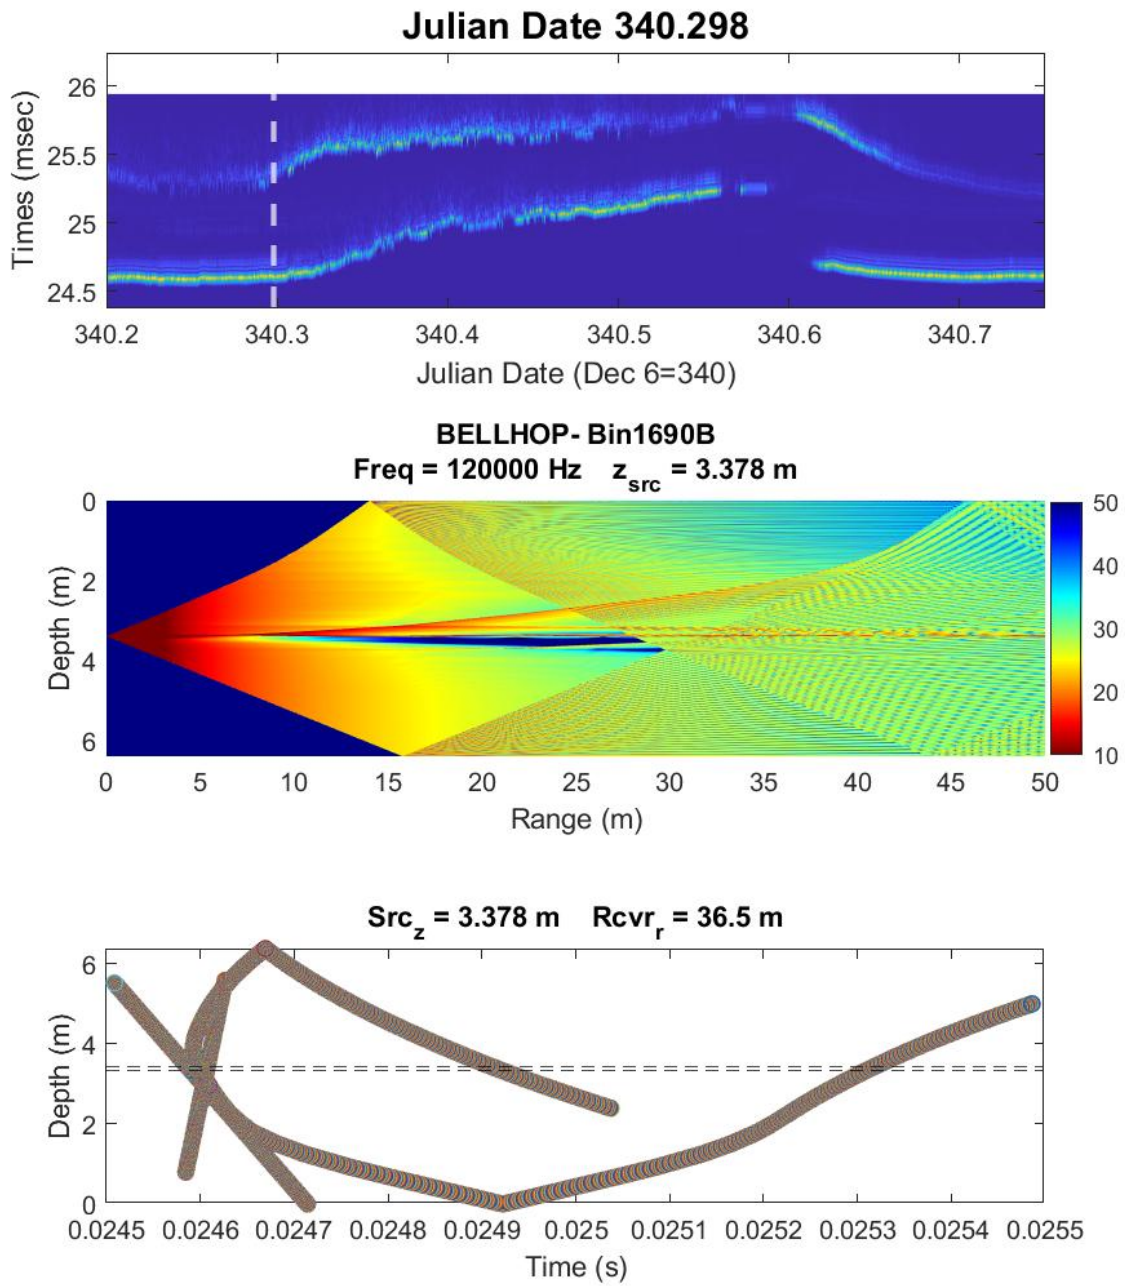 Julian Date 340.298
Times (msec)
26
25.5
25
24.5
340.2 340.3 340.4 340.5 340.6 340.7
Julian Date (Dec 6=340)
BELLHOP- Bin1690B
Freq = 120000 Hz z_src = 3.378 m
Depth (m)
0
2
4
6
0 5 10 15 20 25 30 35 40 45 50
Range (m)
50
40
30
20
10
Src_z = 3.378 m Rcvr_r = 36.5 m
Depth (m)
6
4
2
0
0.0245 0.0246 0.0247 0.0248 0.0249 0.025 0.0251 0.0252 0.0253 0.0254 0.0255
Time (s)